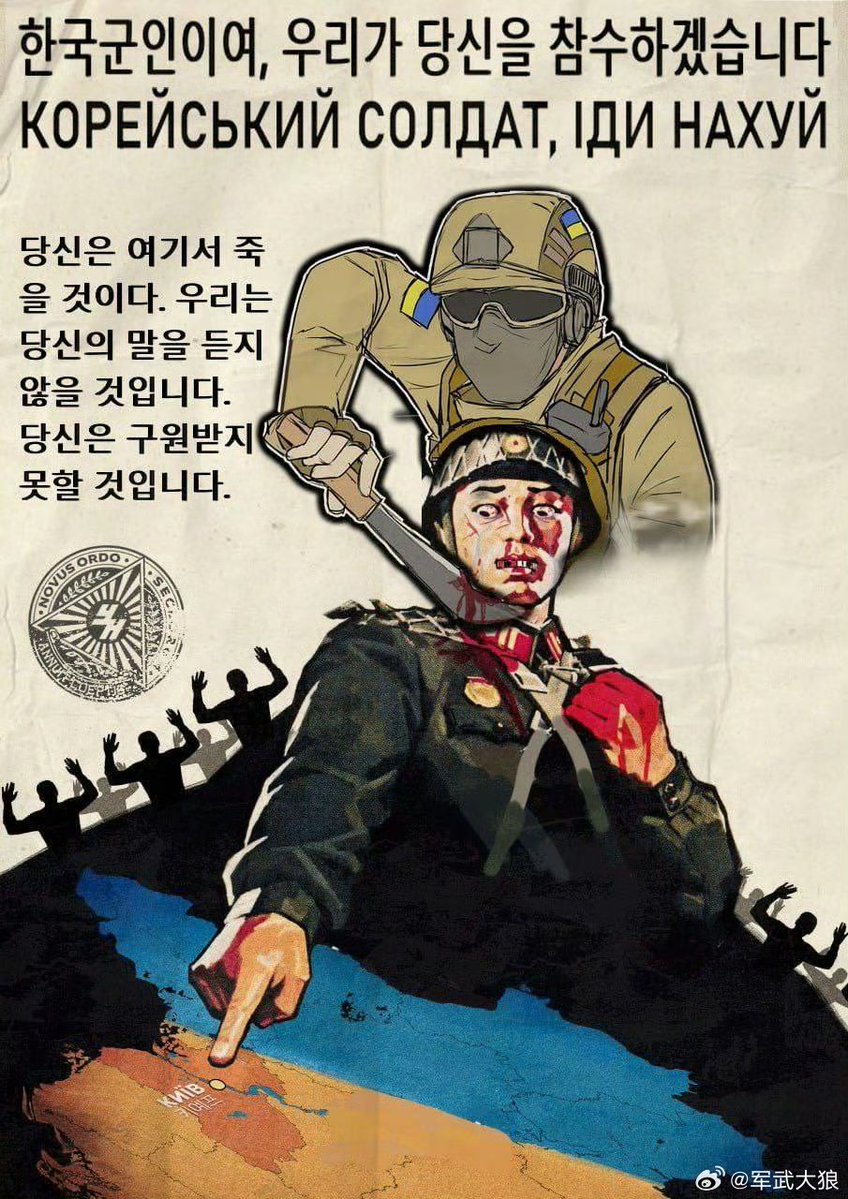 한국군인이여, 우리가 당신을 참수하겠습니다
КОРЕЙСЬКИЙ СОЛДАТ, ІДИ НАХУЙ
당신은 여기서 죽
을 것이다. 우리는
당신의 말을 듣지
않을 것입니다.
당신은 구원받지
못할 것입니다.
NOVUS ORDO
КИЇВ
키예프
@军武大狼